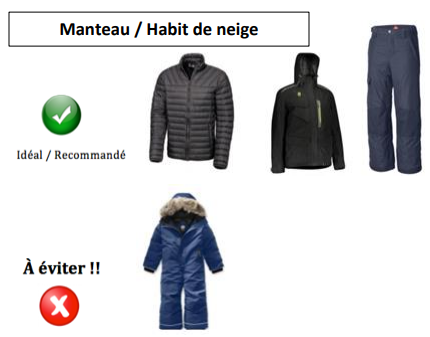 Manteau / Habit de neige
Idéal / Recommandé
À éviter !!